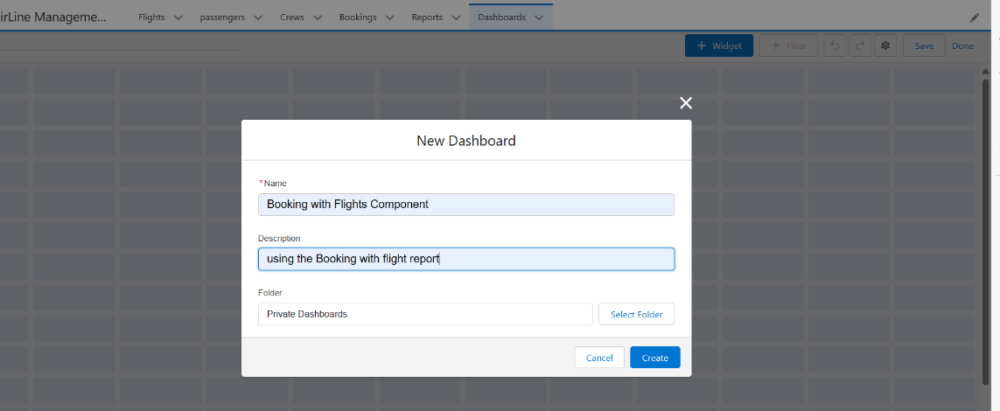 irLine Manageme...
Flights
passengers
Crews
Bookings
Reports
Dashboards
+ Widget
+ Filter
Save
Done
New Dashboard
*Name
Booking with Flights Component
Description
using the Booking with flight report
Folder
Private Dashboards
Select Folder
Cancel
Create